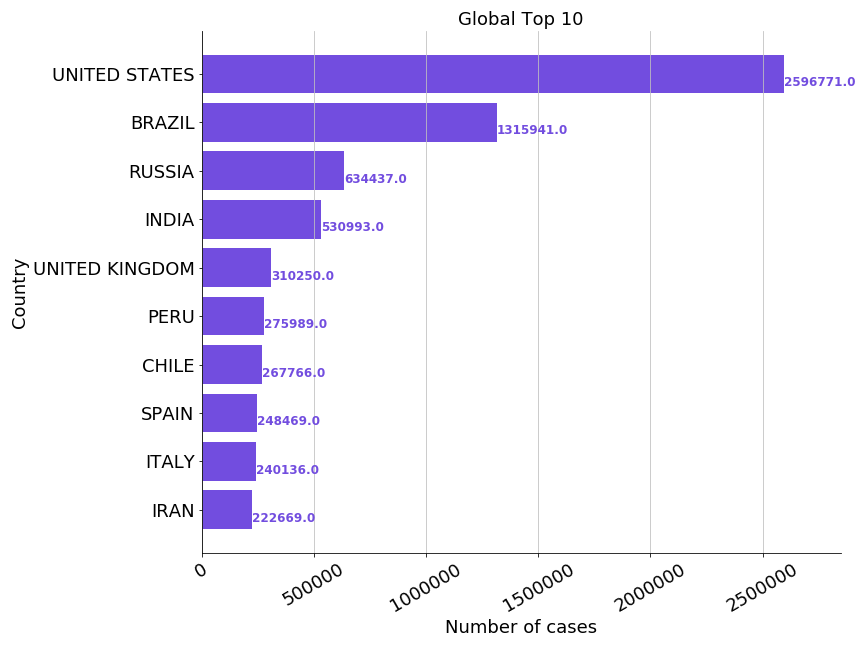 Global Top 10
UNITED STATES
2596771.0
BRAZIL
1315941.0
RUSSIA
634437.0
INDIA
530993.0
UNITED KINGDOM
310250.0
PERU
275989.0
CHILE
267766.0
SPAIN
248469.0
ITALY
240136.0
IRAN
222669.0
Country
0
500000
1000000
1500000
2000000
2500000
Number of cases